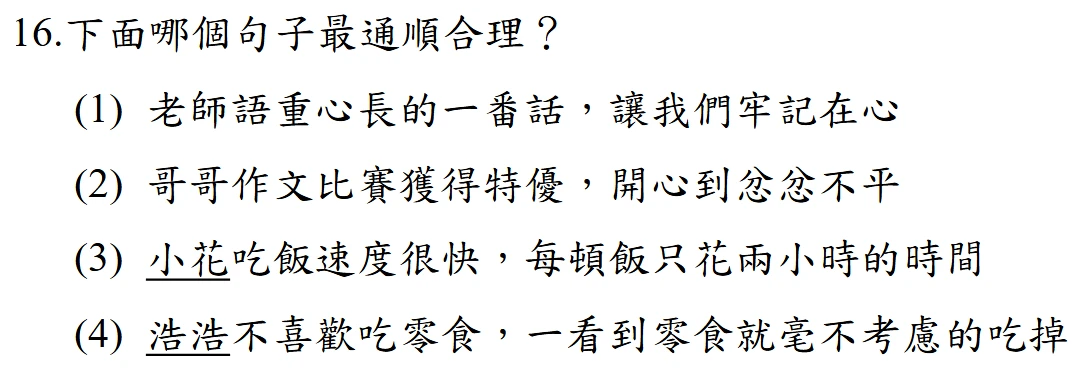 16.下面哪個句子最通順合理？
(1) 老師語重心長的一番話，讓我們牢記在心
(2) 哥哥作文比賽獲得特優，開心到忿忿不平
(3) 小花吃飯速度很快，每頓飯只花兩小時的時間
(4) 浩浩不喜歡吃零食，一看到零食就毫不考慮的吃掉